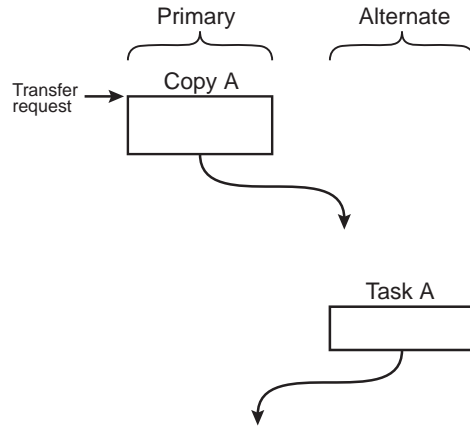 Primary
Alternate
Copy A
Transfer
request
Task A